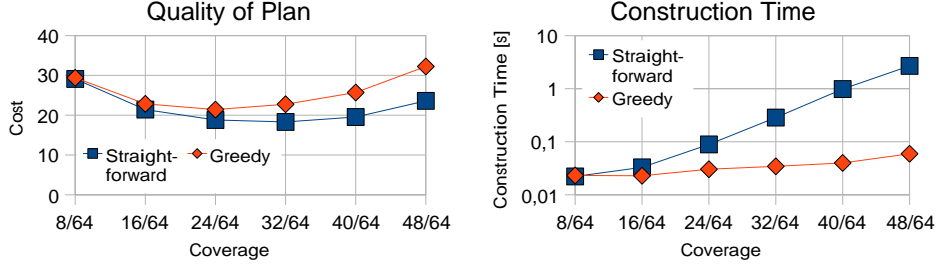 Quality of Plan
Cost
40
30
20
10
0
Straight-
forward
Greedy
8/64
16/64
24/64
32/64
40/64
48/64
Coverage
Construction Time
Construction Time [s]
10
1
0,1
0,01
Straight-
forward
Greedy
8/64
16/64
24/64
32/64
40/64
48/64
Coverage